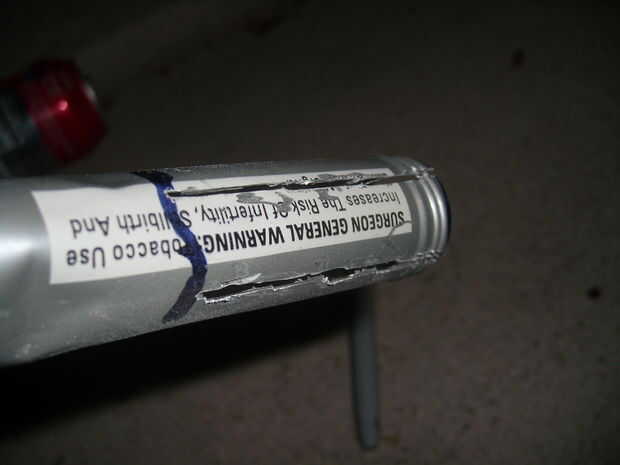 SURGEON GENERAL WARNING: Tobacco Use
Increases The Risk Of Infertility, Stillbirth And